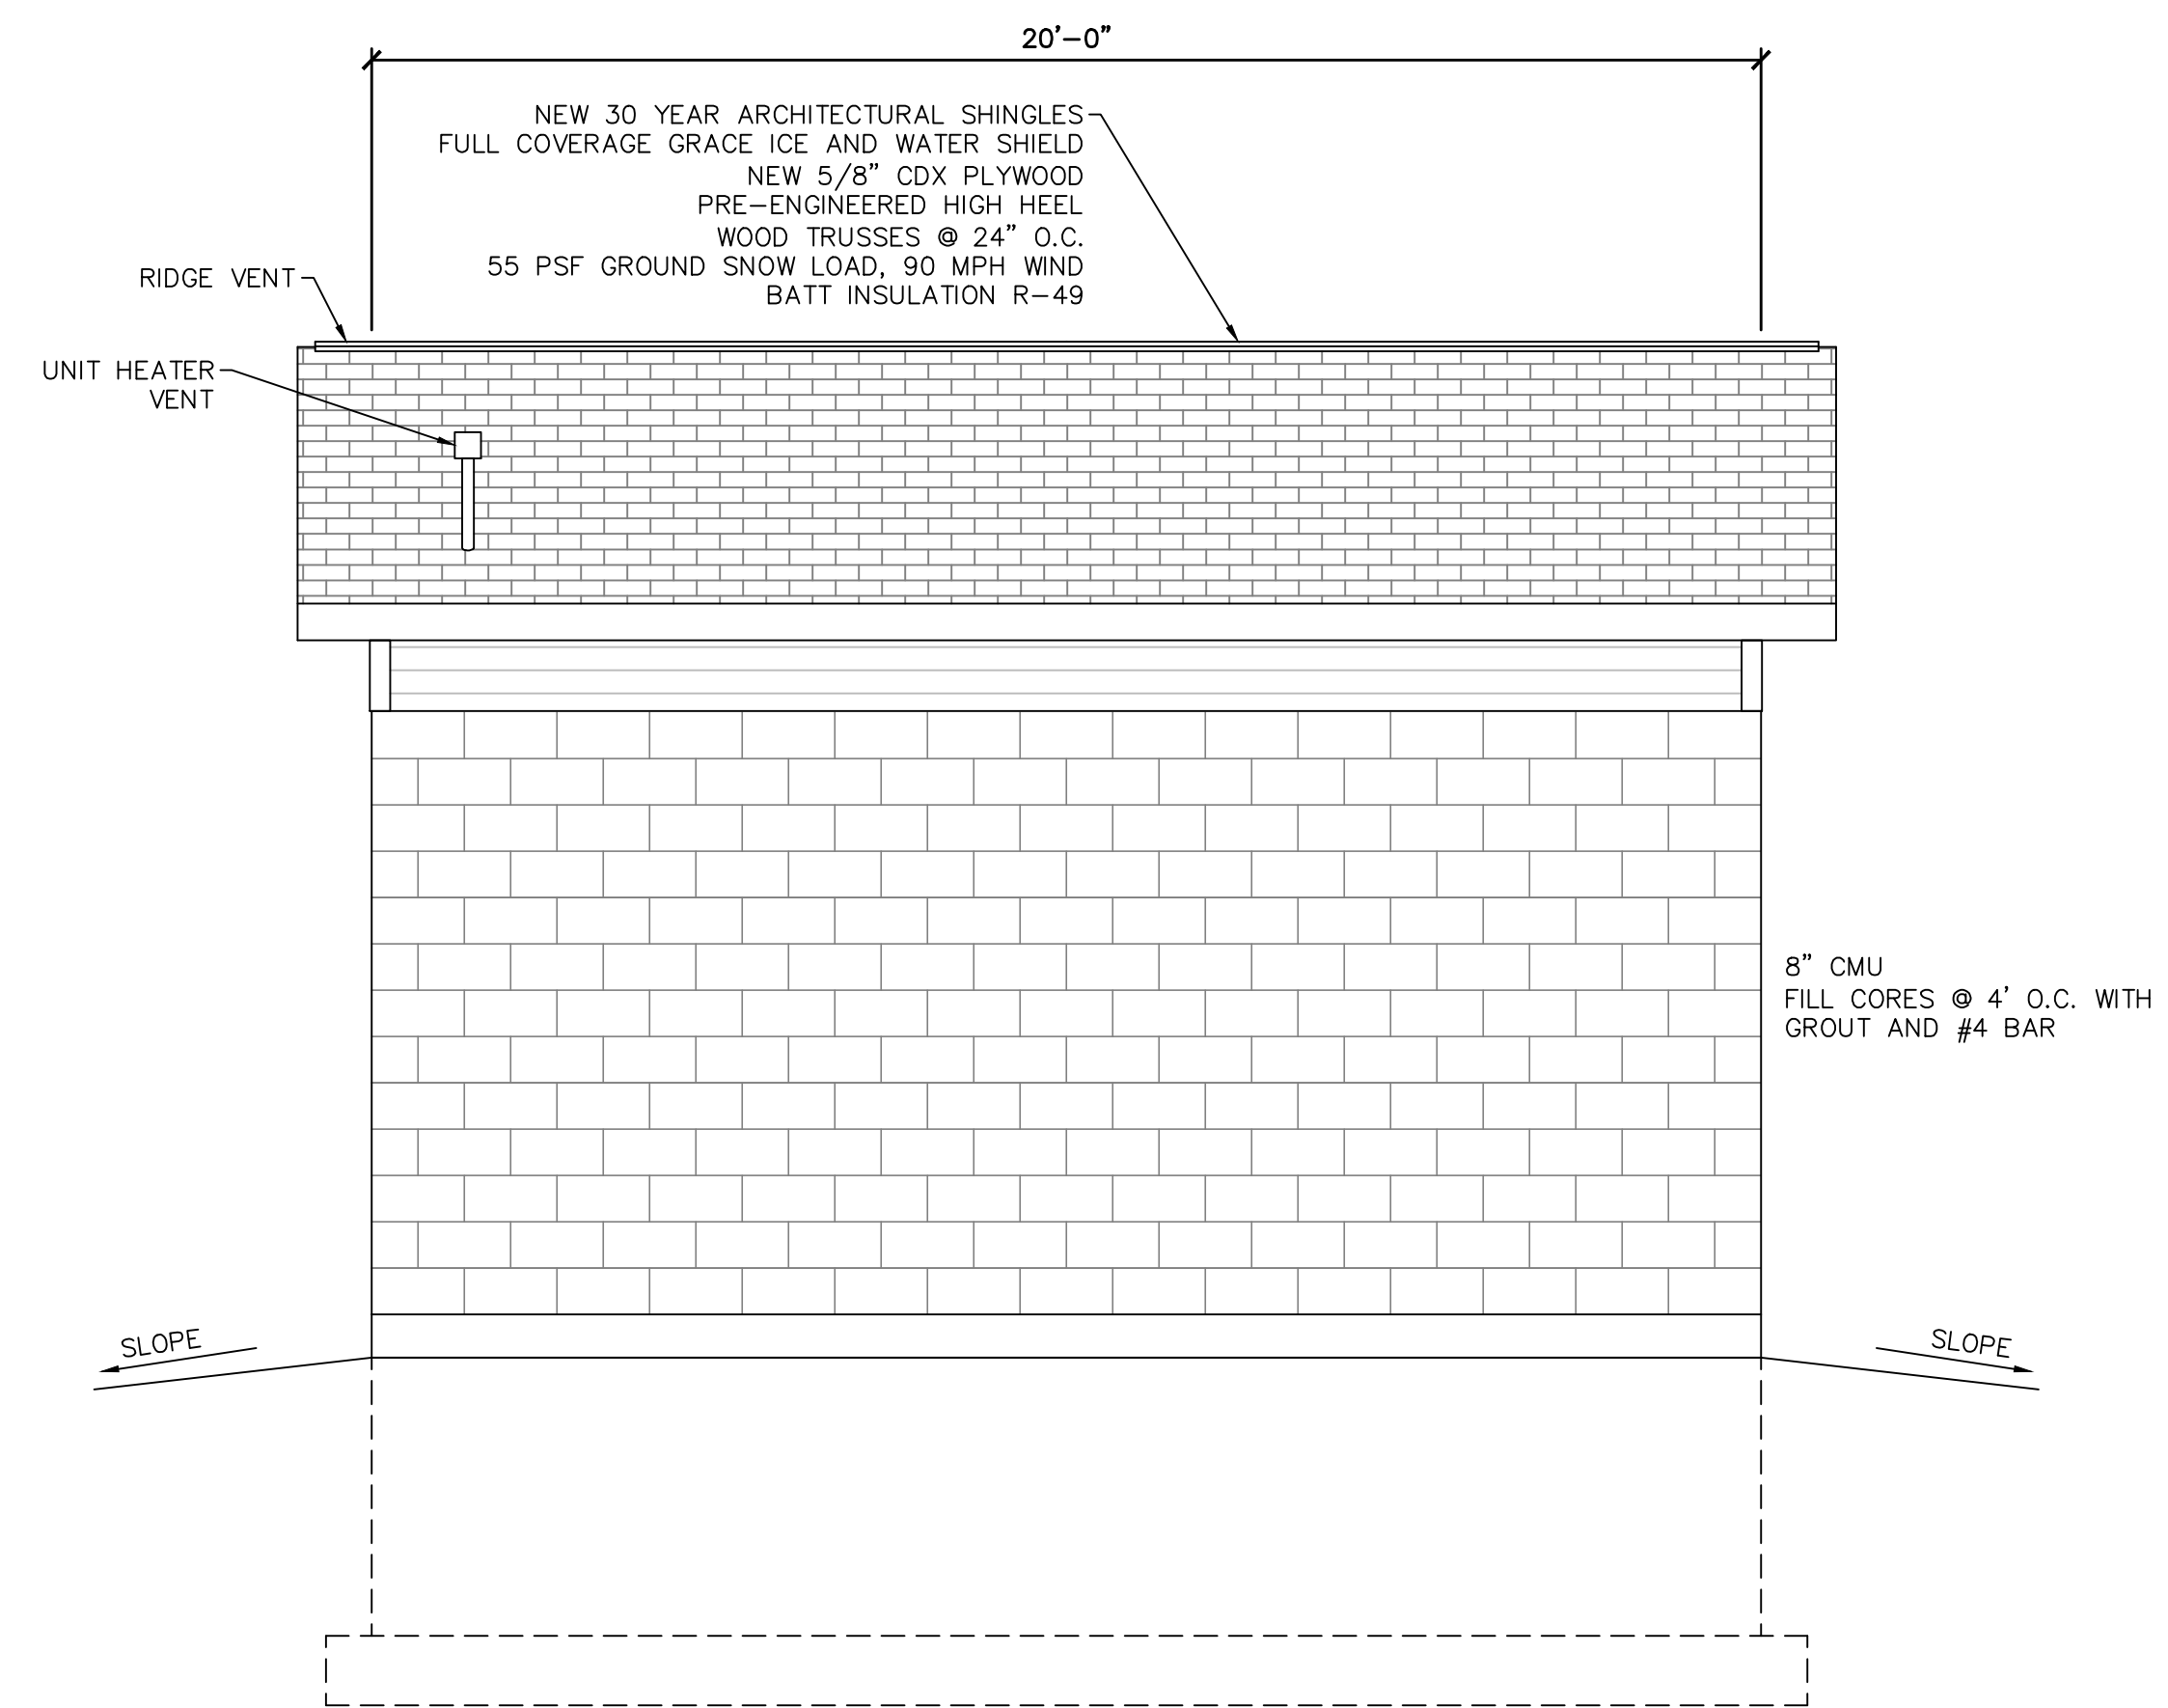 20'-0"
NEW 30 YEAR ARCHITECTURAL SHINGLES
FULL COVERAGE GRACE ICE AND WATER SHIELD
NEW 5/8" CDX PLYWOOD
PRE-ENGINEERED HIGH HEEL
WOOD TRUSSES @ 24" O.C.
55 PSF GROUND SNOW LOAD, 90 MPH WIND
BATT INSULATION R-49
RIDGE VENT
UNIT HEATER
VENT
8" CMU
FILL CORES @ 4' O.C. WITH
GROUT AND #4 BAR
SLOPE
SLOPE